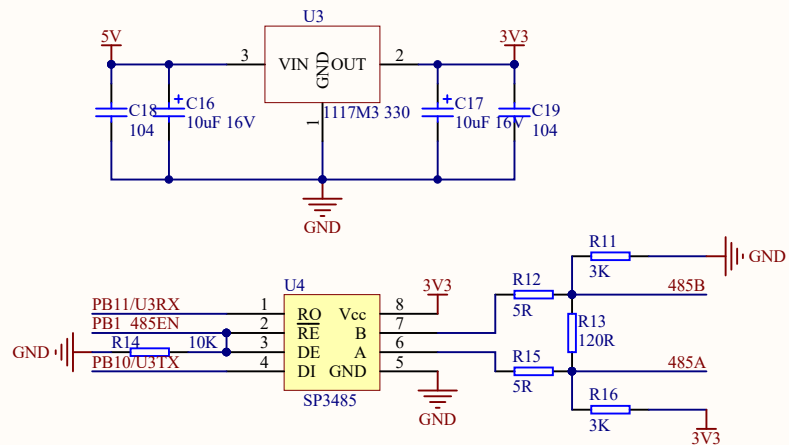 U3
5V
3V3
3
VIN
GND
OUT
2
C18
104
C16
10uF 16V
1
1117M3 330
C17
10uF 16V
C19
104
GND
R11
3K
GND
U4
3V3
R12
5R
485B
PB11/U3RX
1
RO
Vcc
8
PB1 485EN
2
RE
B
7
R13
120R
GND
R14
10K
3
DE
A
6
R15
5R
485A
PB10/U3TX
4
DI
GND
5
SP3485
GND
R16
3K
3V3